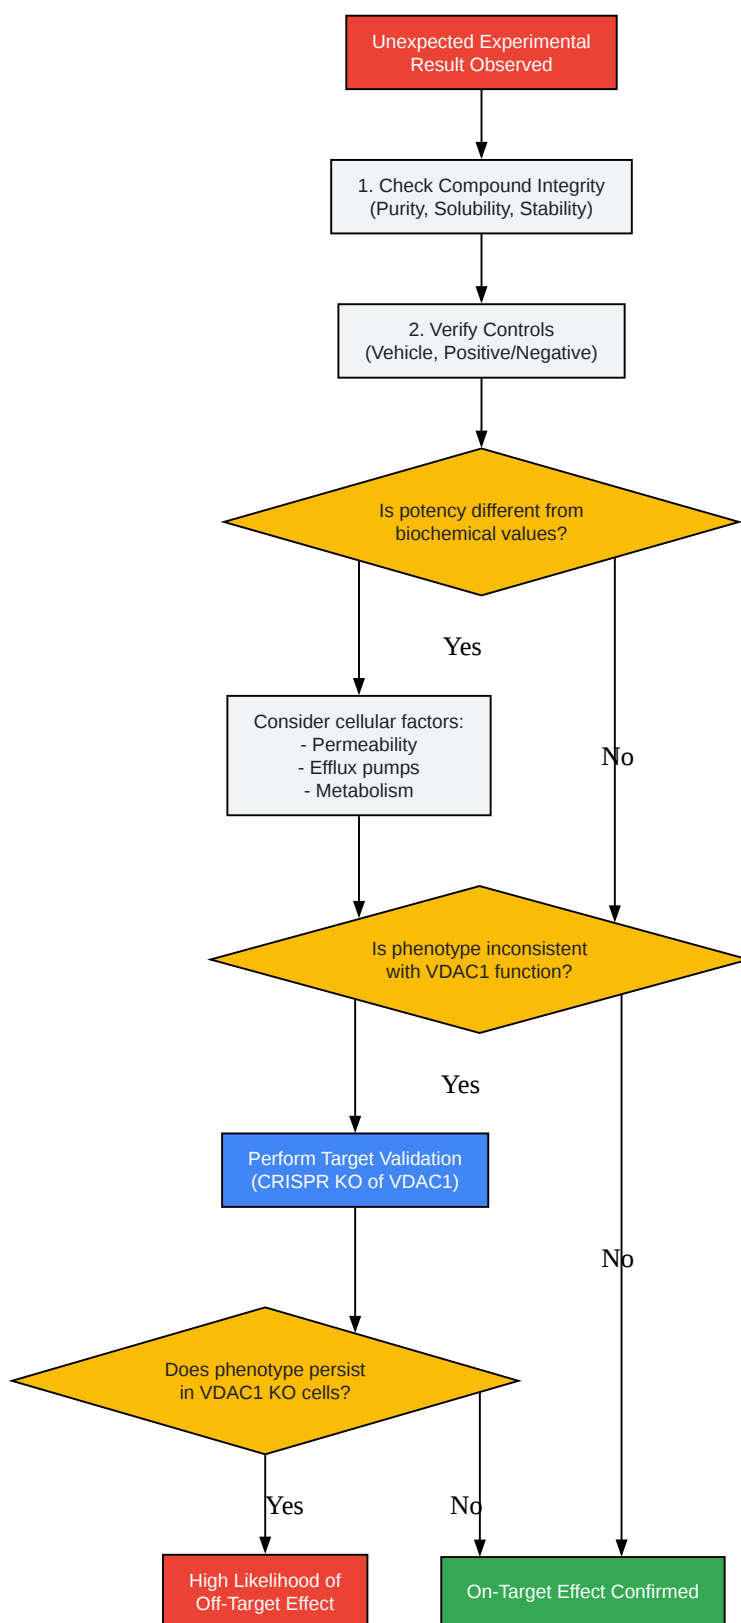 Unexpected Experimental
Result Observed
1. Check Compound Integrity
(Purity, Solubility, Stability)
2. Verify Controls
(Vehicle, Positive/Negative)
Is potency different from
biochemical values?
Yes
Consider cellular factors:
- Permeability
- Efflux pumps
- Metabolism
No
Is phenotype inconsistent
with VDAC1 function?
Yes
Perform Target Validation
(CRISPR KO of VDAC1)
No
Does phenotype persist
in VDAC1 KO cells?
Yes
No
High Likelihood of
Off-Target Effect
On-Target Effect Confirmed